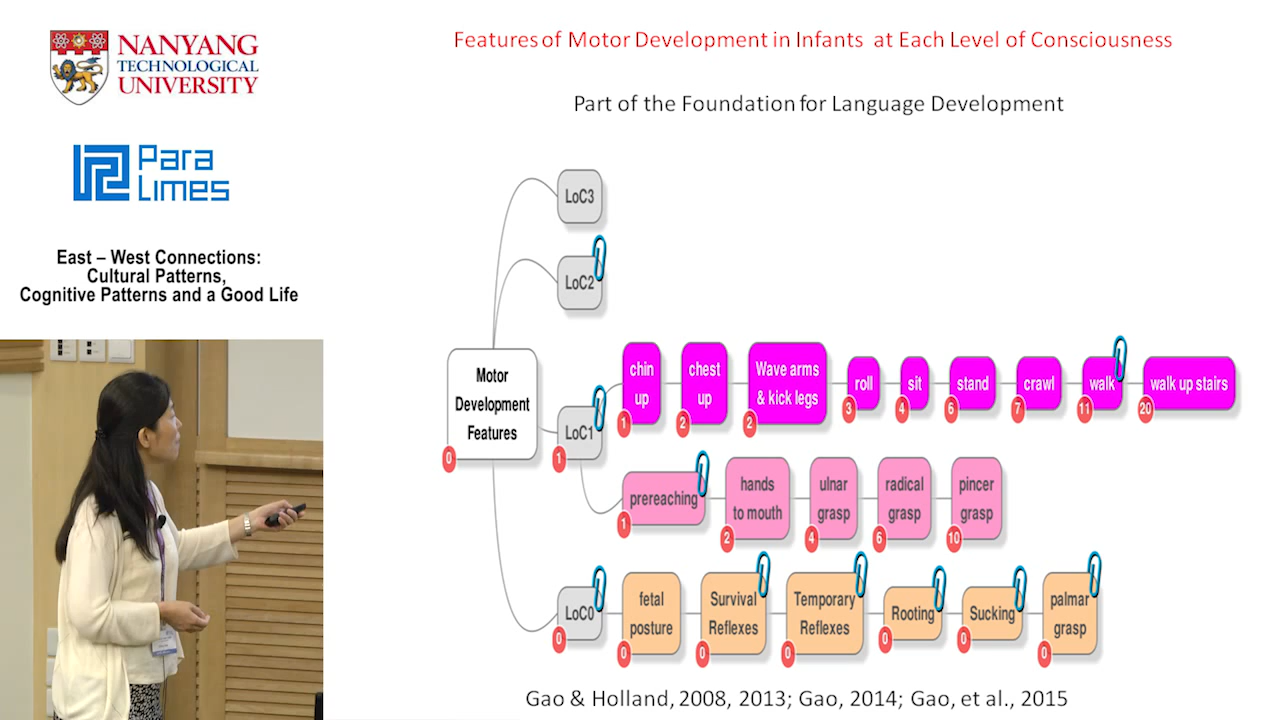 NANYANG
TECHNOLOGICAL
UNIVERSITY
Para
Limes
East – West Connections:
Cultural Patterns,
Cognitive Patterns and a Good Life
Features of Motor Development in Infants at Each Level of Consciousness
Part of the Foundation for Language Development
LoC3
LoC2
Motor
Development
Features
0
LoC1
1
chin
up
1
chest
up
2
Wave arms
& kick legs
2
roll
3
sit
4
stand
6
crawl
7
walk
11
walk up stairs
20
prereaching
1
hands
to mouth
2
ulnar
grasp
4
radical
grasp
6
pincer
grasp
10
LoC0
0
fetal
posture
0
Survival
Reflexes
0
Temporary
Reflexes
0
Rooting
0
Sucking
0
palmar
grasp
0
Gao & Holland, 2008, 2013; Gao, 2014; Gao, et al., 2015